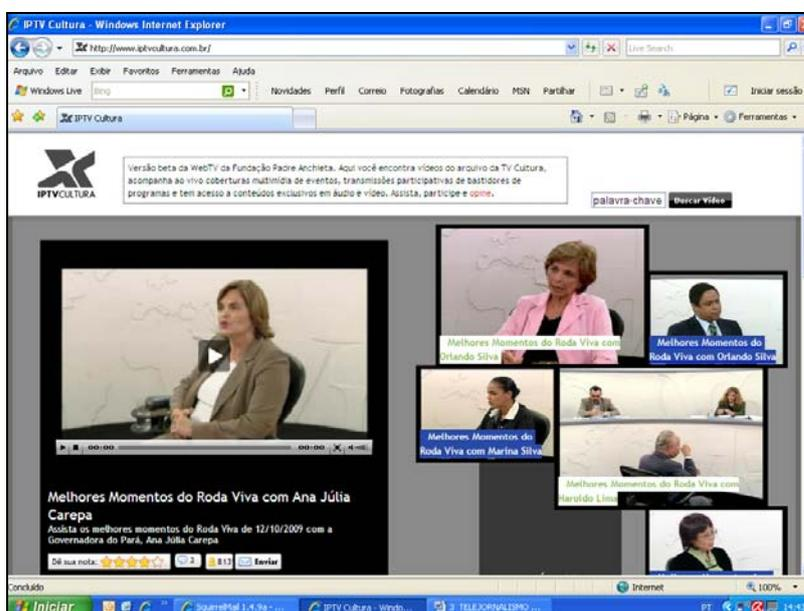 IPTV Cultura - Windows Internet Explorer
http://www.iptvcultura.com.br/
Live Search
Arquivo Editar Exibir Favoritos Ferramentas Ajuda
Windows Live Bing Novidades Perfil Correio Fotografias Calendário MSN Partilhar Iniciar sessão
IPTV Cultura Página Ferramentas
IPTVCULTURA
Versão beta da WebTV da Fundação Padre Anchieta. Aqui você encontra vídeos do arquivo da TV Cultura,
acompanha ao vivo coberturas multimídia de eventos, transmissões participativas de bastidores de
programas e tem acesso a conteúdos exclusivos em áudio e vídeo. Assista, participe e opine.
palavra-chave Buscar Vídeo
Melhores Momentos do Roda Viva com
Orlando Silva
Melhores Momentos do
Roda Viva com Orlando Silva
Melhores Momentos do
Roda Viva com Marina Silva
Melhores Momentos do Roda Viva com
Haroldo Lima
00:00 00:00
Melhores Momentos do Roda Viva com Ana Júlia
Carepa
Assista os melhores momentos do Roda Viva de 12/10/2009 com a
Governadora do Pará, Ana Júlia Carepa
Dê sua nota: 2 813 Enviar
Concluído Internet 100%
Iniciar SquirrelMail 1.4.9a - ... IPTV Cultura - Windo... 3 TELEJORNALISMO ... PT